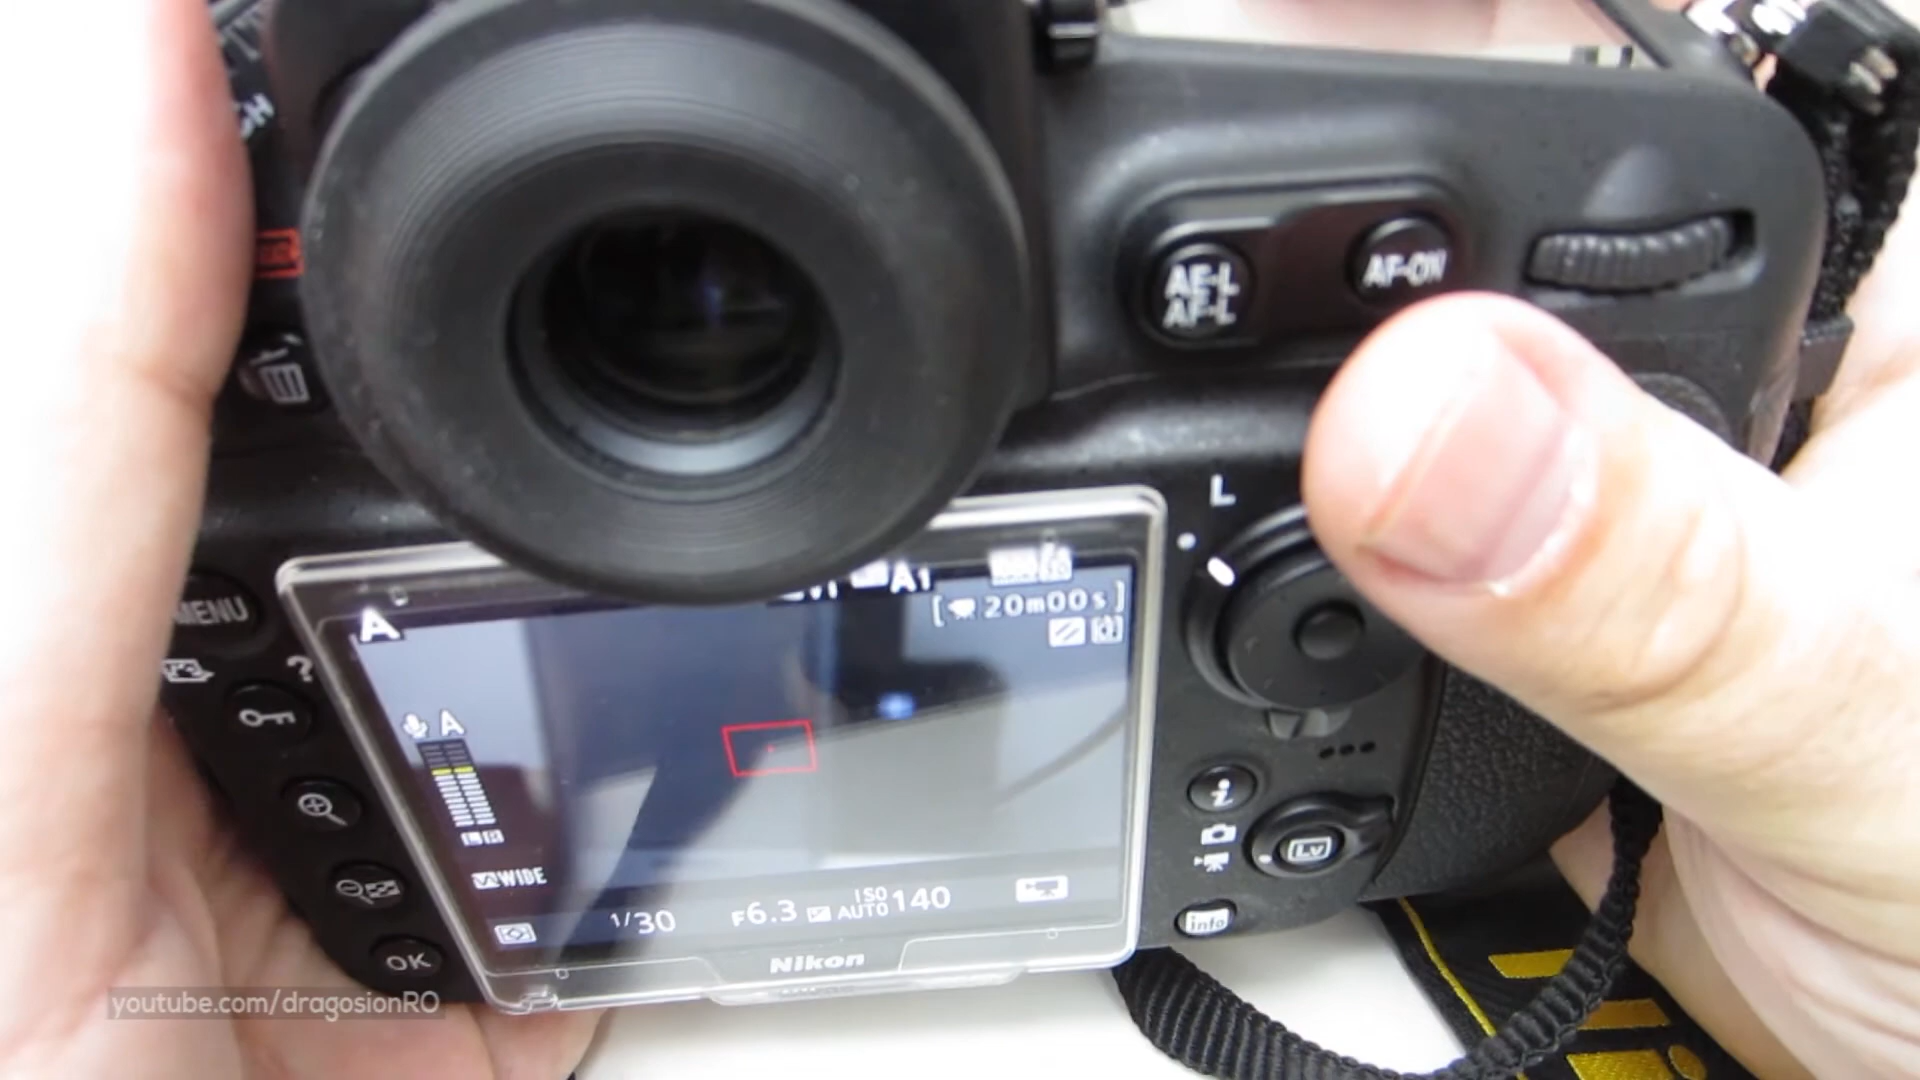 AE-L
AF-L
AF-ON
L
MENU
?
A
A1
[20m00s]
A
L R
WIDE
1/30
F6.3
ISO
AUTO 140
i
Lv
info
OK
Nikon
youtube.com/dragosionRO